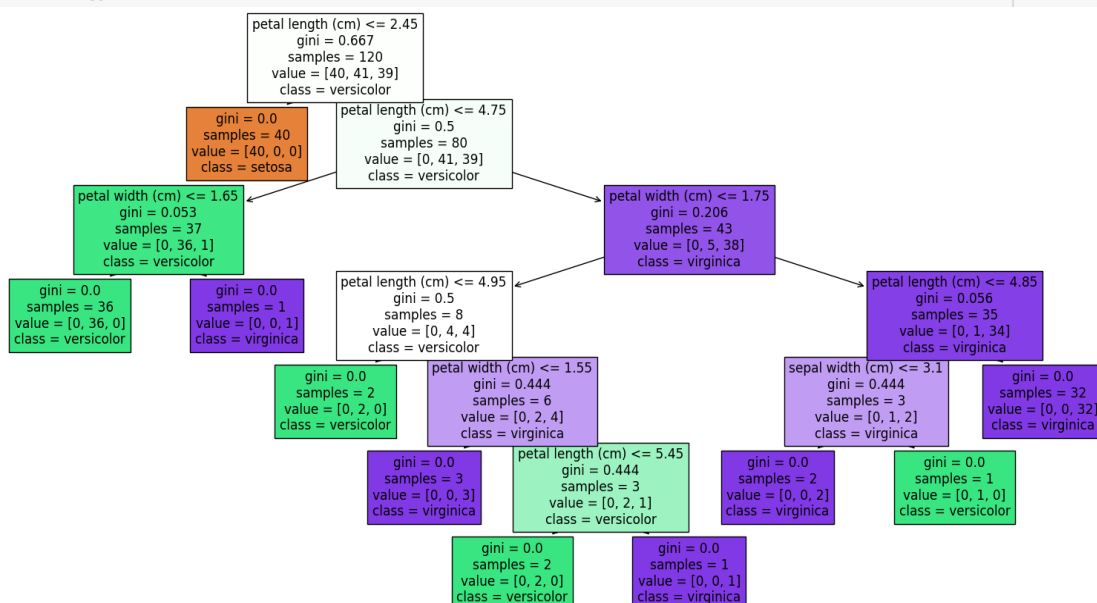 petal length (cm) <= 2.45
gini = 0.667
samples = 120
value = [40, 41, 39]
class = versicolor
gini = 0.0
samples = 40
value = [40, 0, 0]
class = setosa
petal length (cm) <= 4.75
gini = 0.5
samples = 80
value = [0, 41, 39]
class = versicolor
petal width (cm) <= 1.65
gini = 0.053
samples = 37
value = [0, 36, 1]
class = versicolor
petal width (cm) <= 1.75
gini = 0.206
samples = 43
value = [0, 5, 38]
class = virginica
gini = 0.0
samples = 36
value = [0, 36, 0]
class = versicolor
gini = 0.0
samples = 1
value = [0, 0, 1]
class = virginica
petal length (cm) <= 4.95
gini = 0.5
samples = 8
value = [0, 4, 4]
class = versicolor
petal length (cm) <= 4.85
gini = 0.056
samples = 35
value = [0, 1, 34]
class = virginica
gini = 0.0
samples = 2
value = [0, 2, 0]
class = versicolor
petal width (cm) <= 1.55
gini = 0.444
samples = 6
value = [0, 2, 4]
class = virginica
sepal width (cm) <= 3.1
gini = 0.444
samples = 3
value = [0, 1, 2]
class = virginica
gini = 0.0
samples = 32
value = [0, 0, 32]
class = virginica
gini = 0.0
samples = 3
value = [0, 0, 3]
class = virginica
petal length (cm) <= 5.45
gini = 0.444
samples = 3
value = [0, 2, 1]
class = versicolor
gini = 0.0
samples = 2
value = [0, 0, 2]
class = virginica
gini = 0.0
samples = 1
value = [0, 1, 0]
class = versicolor
gini = 0.0
samples = 2
value = [0, 2, 0]
class = versicolor
gini = 0.0
samples = 1
value = [0, 0, 1]
class = virginica